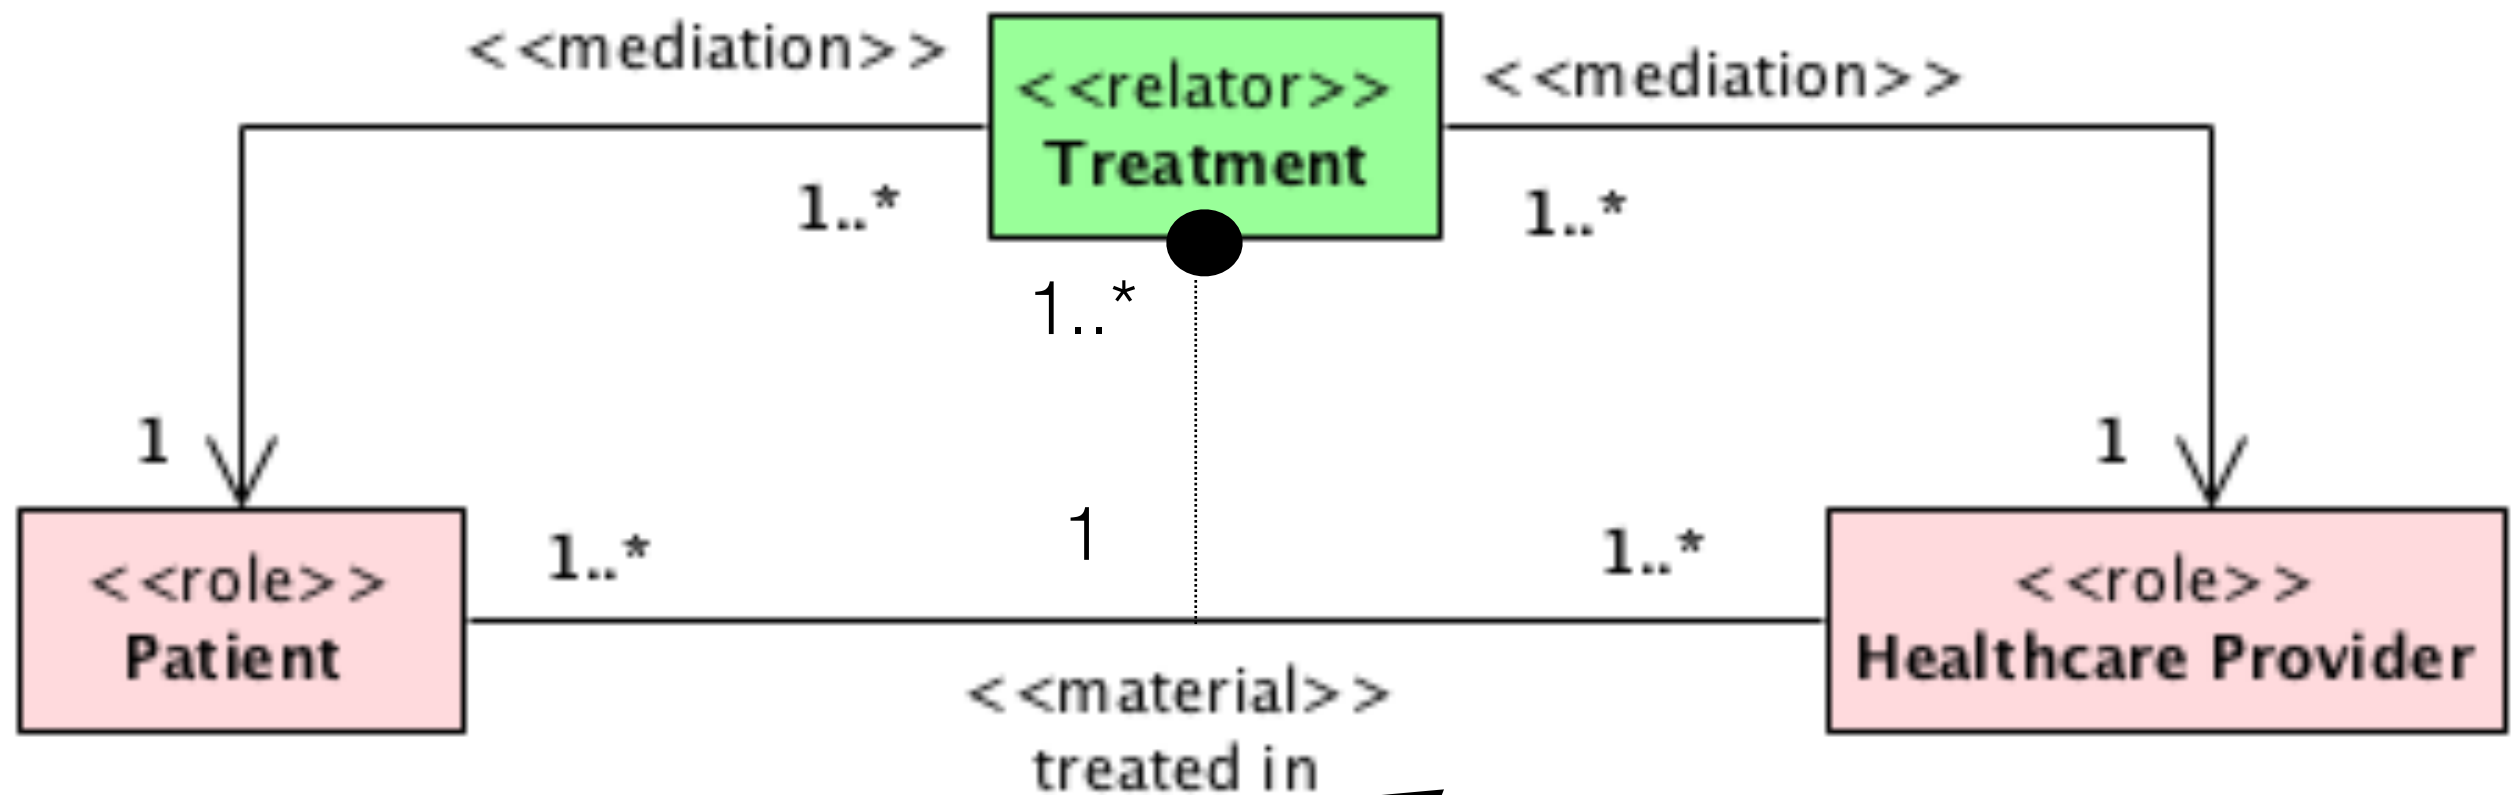 <<mediation>>
<<relator>>
Treatment
<<mediation>>
1..*
1..*
1..*
1
1
1
1..*
1..*
<<role>>
Patient
<<role>>
Healthcare Provider
<<material>>
treated in